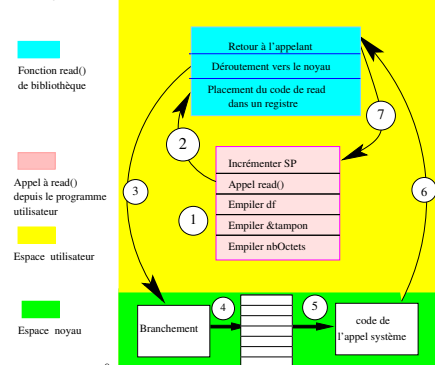 Fonction read()
de bibliothèque
Appel à read()
depuis le programme
utilisateur
Espace utilisateur
Espace noyau
Retour à l'appelant
Déroutement vers le noyau
Placement du code de read
dans un registre
7
2
Incrémenter SP
Appel read()
Empiler df
Empiler &tampon
Empiler nbOctets
3
1
6
4
5
Branchement
code de
l'appel système